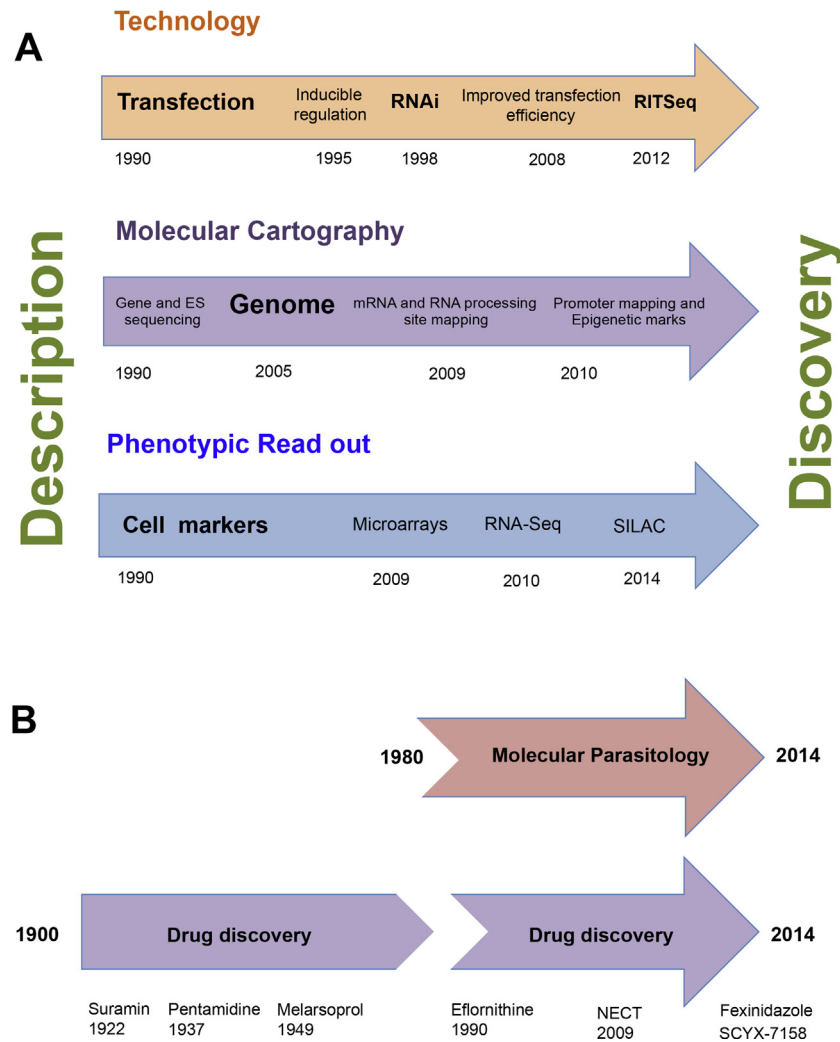 Technology
A
Transfection
Inducible
regulation
RNAi
Improved transfection
efficiency
RITSeq
1990
1995
1998
2008
2012
Description
Discovery
Molecular Cartography
Gene and ES
sequencing
Genome
mRNA and RNA processing
site mapping
Promoter mapping and
Epigenetic marks
1990
2005
2009
2010
Phenotypic Read out
Cell markers
Microarrays
RNA-Seq
SILAC
1990
2009
2010
2014
B
1980
Molecular Parasitology
2014
1900
Drug discovery
Drug discovery
2014
Suramin
1922
Pentamidine
1937
Melarsoprol
1949
Eflornithine
1990
NECT
2009
Fexinidazole
SCYX-7158